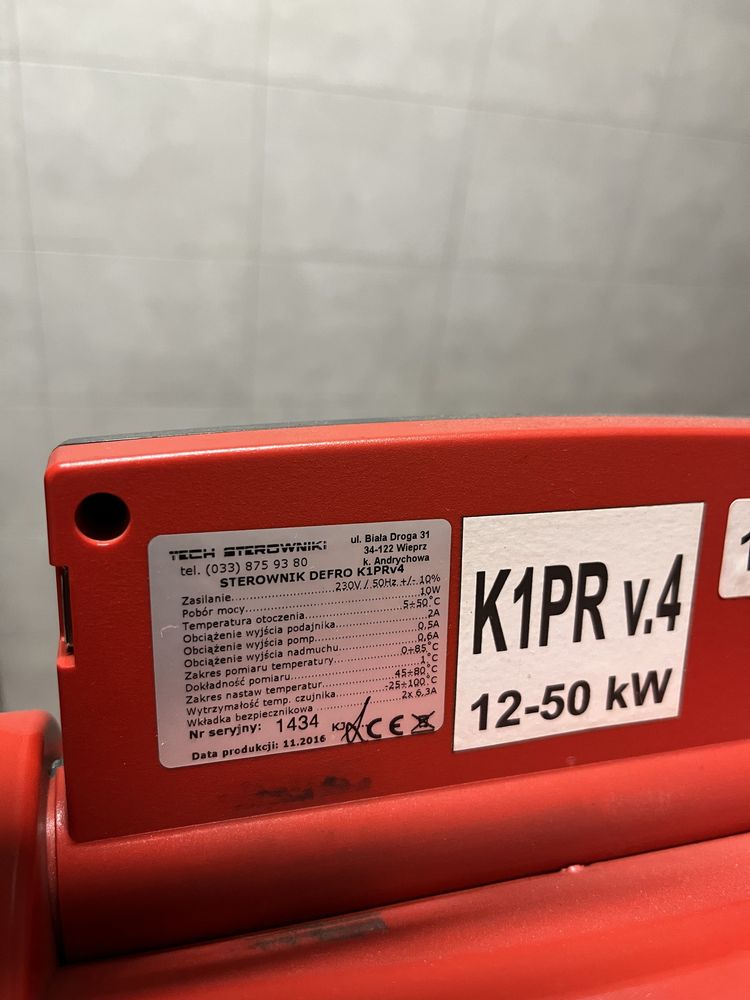 TECH STEROWNIKI
ul. Biała Droga 31
34-122 Wieprz
k. Andrychowa
tel. (033) 875 93 80
STEROWNIK DEFRO K1PRv4
Zasilanie..............................230V / 50Hz +/- 10%
Pobór mocy..............................10W
Temperatura otoczenia..............................5÷50°C
Obciążenie wyjścia podajnika..............................2A
Obciążenie wyjścia pomp..............................0,5A
Obciążenie wyjścia nadmuchu..............................0,6A
Zakres pomiaru temperatury..............................0÷85°C
Dokładność pomiaru..............................1°C
Zakres nastaw temperatur..............................45÷80°C
Wytrzymałość temp. czujnika..............................-25÷100°C
Wkładka bezpiecznikowa..............................2x 6,3A
Nr seryjny: 1434 KJ
CE
Data produkcji: 11.2016
K1PR v.4
12-50 kW